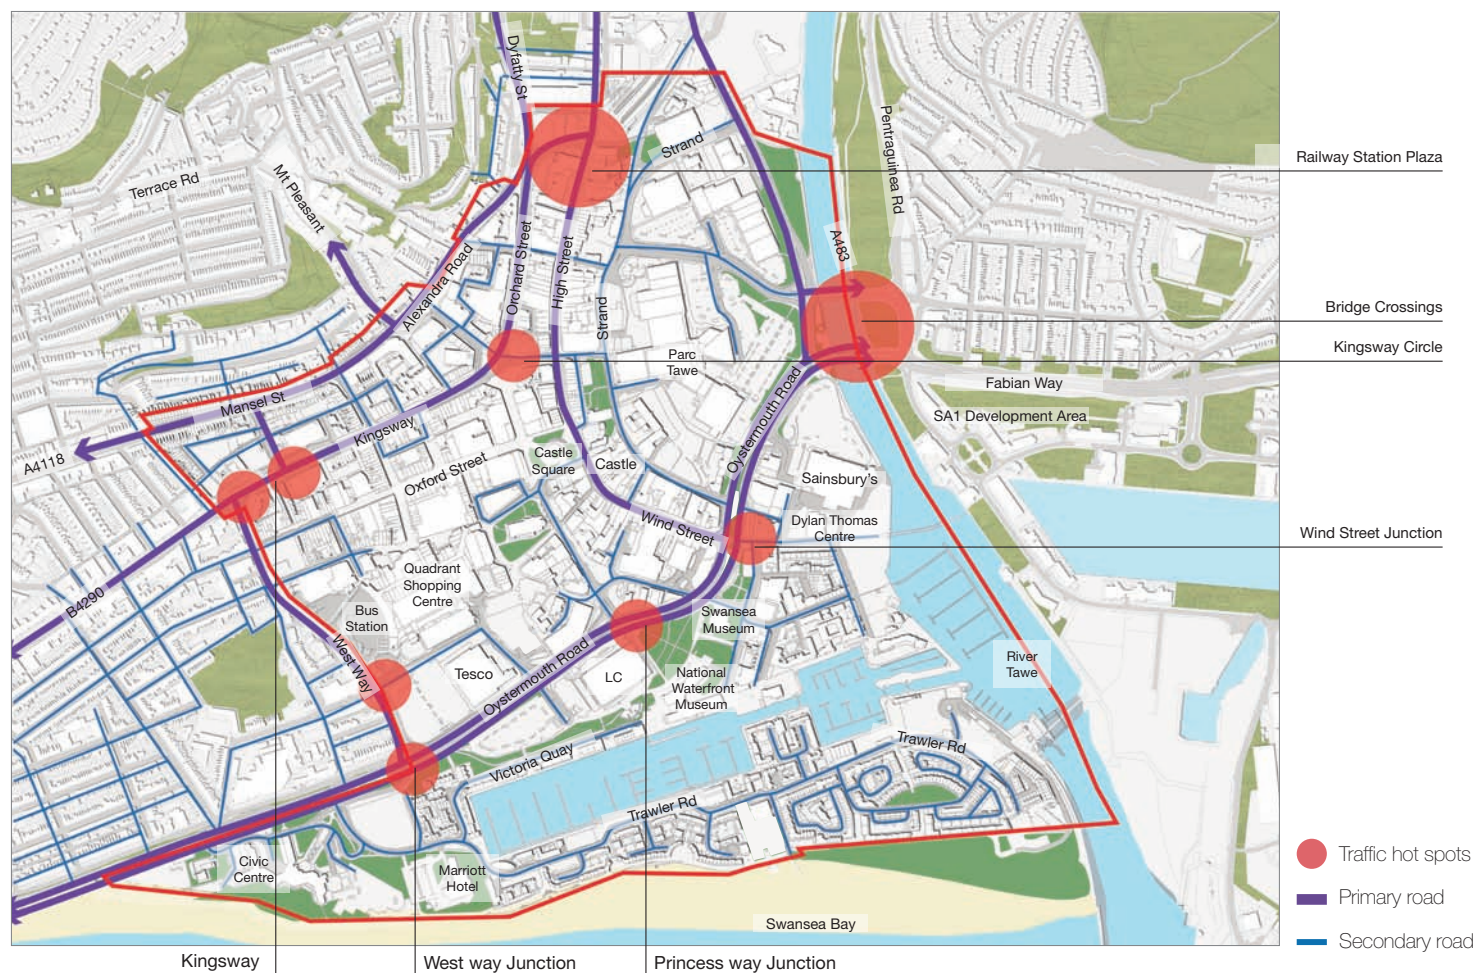 Dyfatty St
Pentraguinea Rd
Strand
Railway Station Plaza
Terrace Rd
Mt Pleasant
A483
Alexandra Road
Orchard Street
High Street
Strand
Bridge Crossings
Kingsway Circle
Parc
Tawe
Fabian Way
SA1 Development Area
Mansel St
Kingsway
A4118
Oystermouth Road
Oxford Street
Castle
Square
Castle
Sainsbury's
Wind Street
Dylan Thomas
Centre
Wind Street Junction
Quadrant
Shopping
Centre
B4290
Bus
Station
Swansea
Museum
West Way
Tesco
Oystermouth Road
LC
National
Waterfront
Museum
River
Tawe
Victoria Quay
Trawler Rd
Trawler Rd
Civic
Centre
Marriott
Hotel
Swansea Bay
Traffic hot spots
Primary road
Secondary road
Kingsway
West way Junction
Princess way Junction